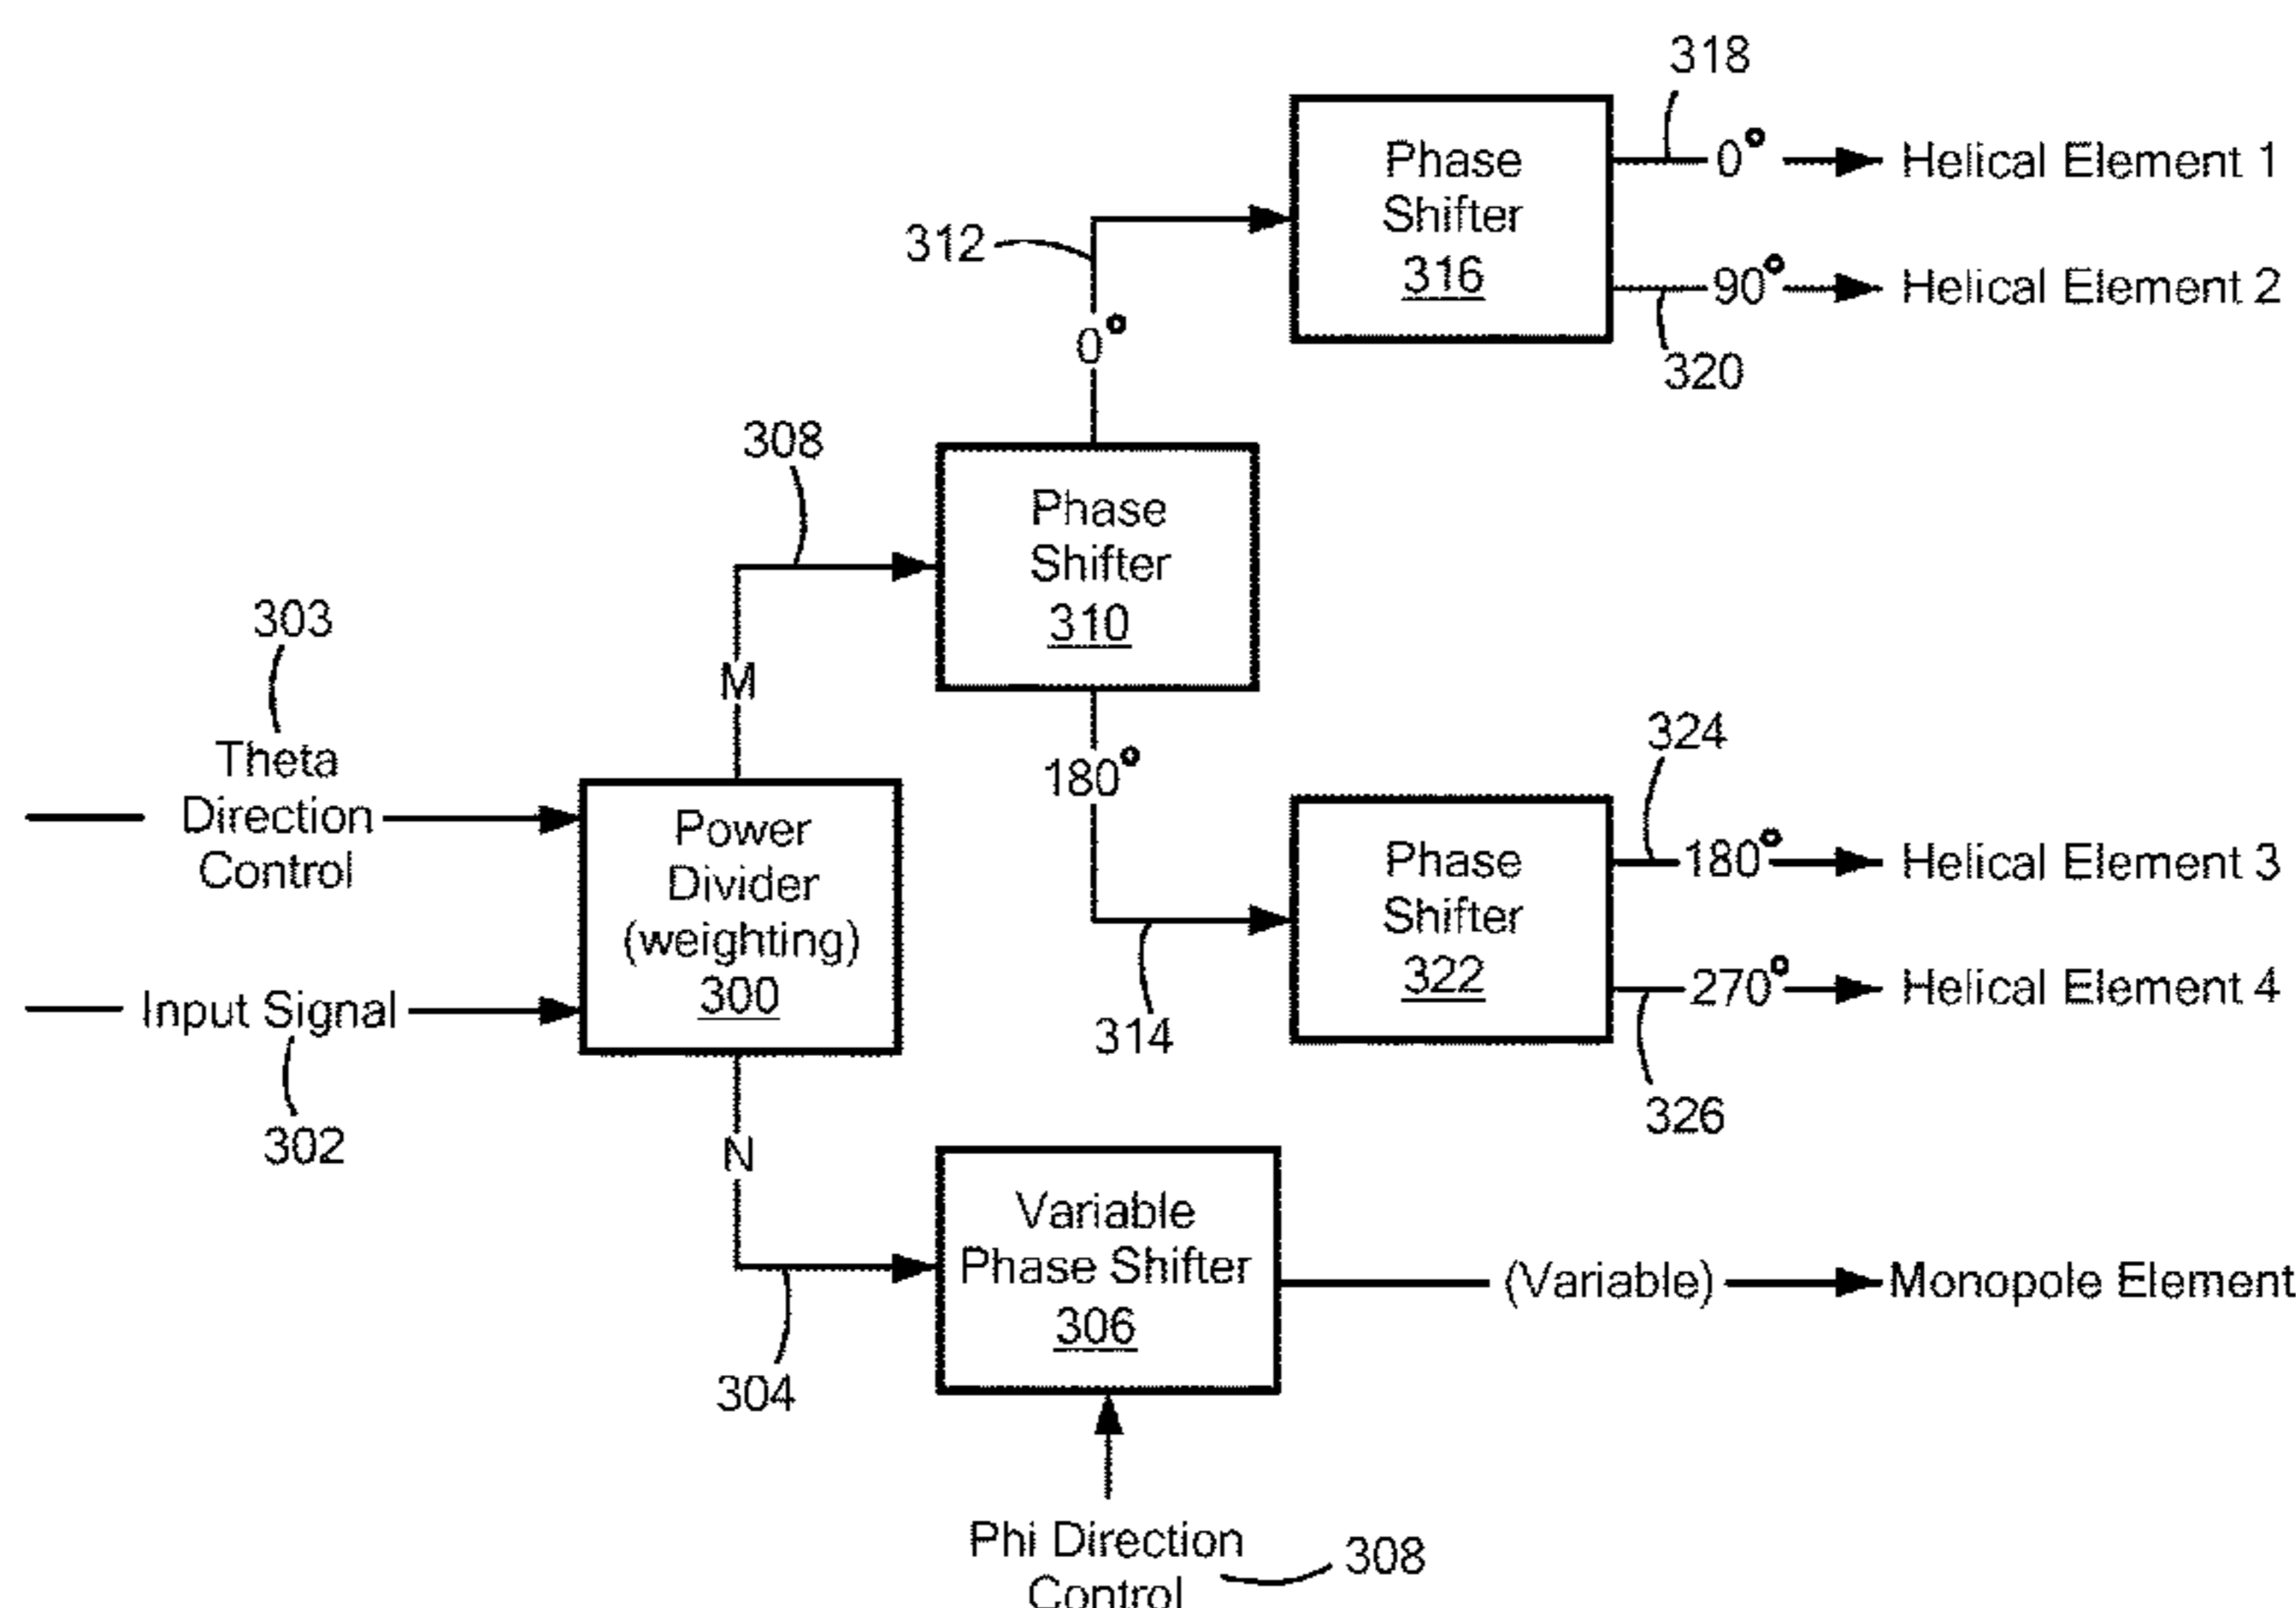 318
Phase
Shifter
316
0°
Helical Element 1
90°
Helical Element 2
320
312
0°
308
Phase
Shifter
310
M
303
Theta
Direction
Control
180°
324
Power
Divider
(weighting)
300
Phase
Shifter
322
180°
Helical Element 3
270°
Helical Element 4
Input Signal
302
314
326
N
Variable
Phase Shifter
306
(Variable)
Monopole Element
304
Phi Direction
Control
308